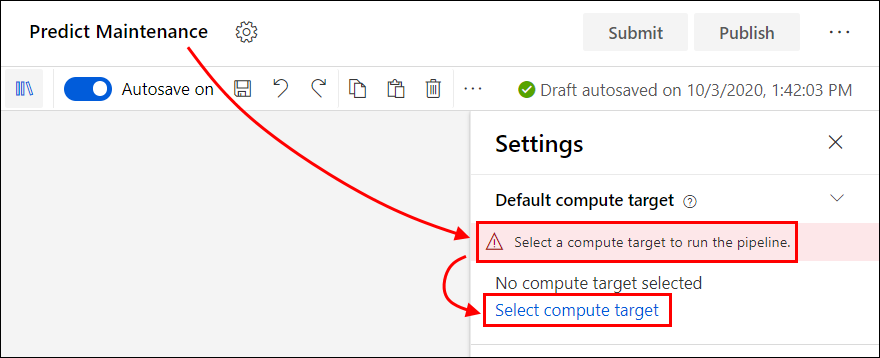 Predict Maintenance
Submit
Publish
Autosave on
Draft autosaved on 10/3/2020, 1:42:03 PM
Settings
Default compute target
Select a compute target to run the pipeline.
No compute target selected
Select compute target